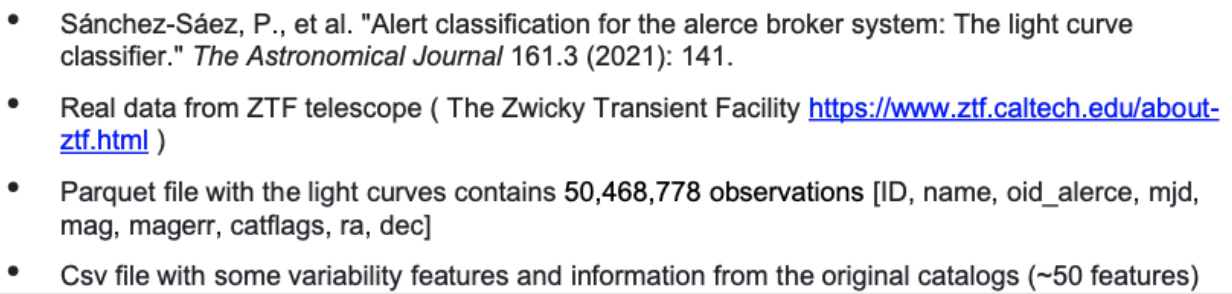 • Sánchez-Sáez, P., et al. "Alert classification for the alerce broker system: The light curve
classifier." The Astronomical Journal 161.3 (2021): 141.
• Real data from ZTF telescope ( The Zwicky Transient Facility https://www.ztf.caltech.edu/about-
ztf.html )
• Parquet file with the light curves contains 50,468,778 observations [ID, name, oid_alerce, mjd,
mag, magerr, catflags, ra, dec]
• Csv file with some variability features and information from the original catalogs (~50 features)